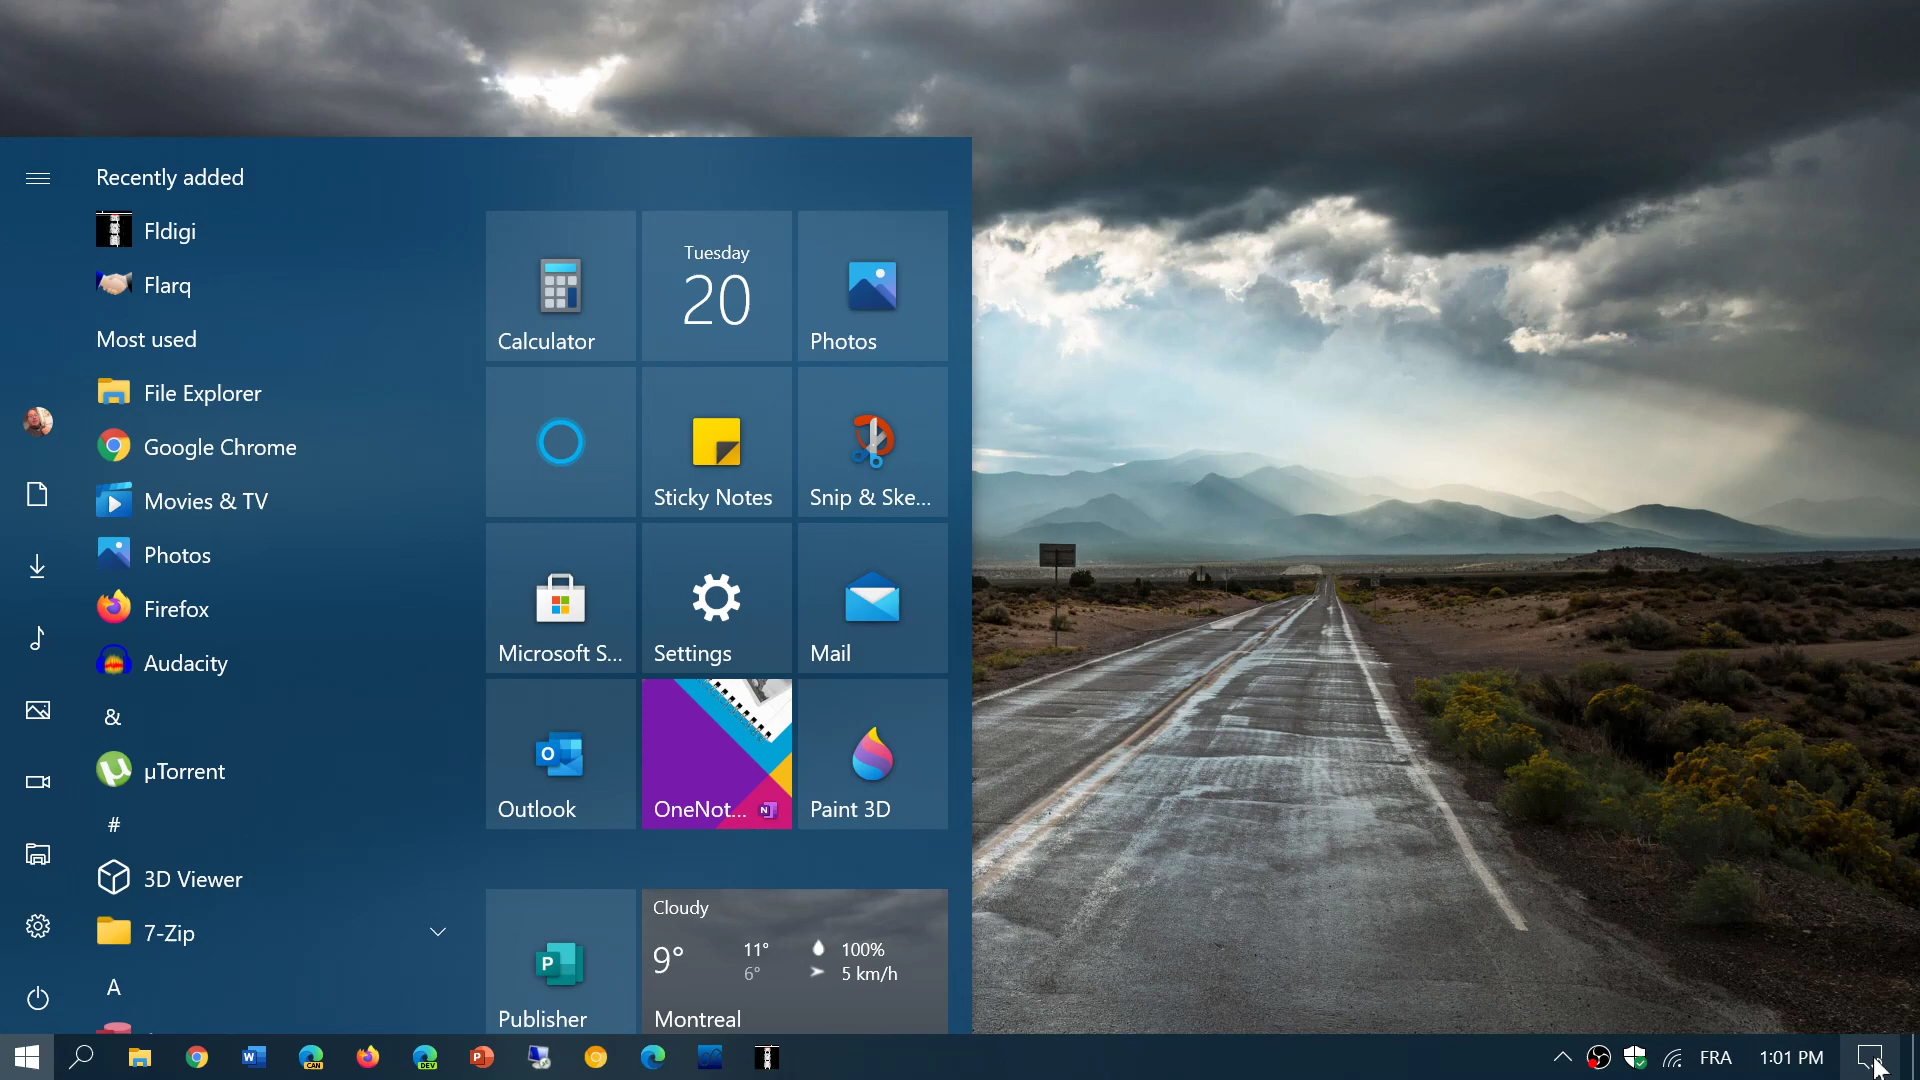 Recently added
Fldigi
Flarq
Most used
File Explorer
Google Chrome
Movies & TV
Photos
Firefox
Audacity
&
µTorrent
#
3D Viewer
7-Zip
A
Calculator
Tuesday
20
Photos
Sticky Notes
Snip & Ske...
Microsoft S...
Settings
Mail
Outlook
OneNot...
Paint 3D
Publisher
Cloudy
9°
11°
6°
100%
5 km/h
Montreal
CAN
DEV
FRA
1:01 PM